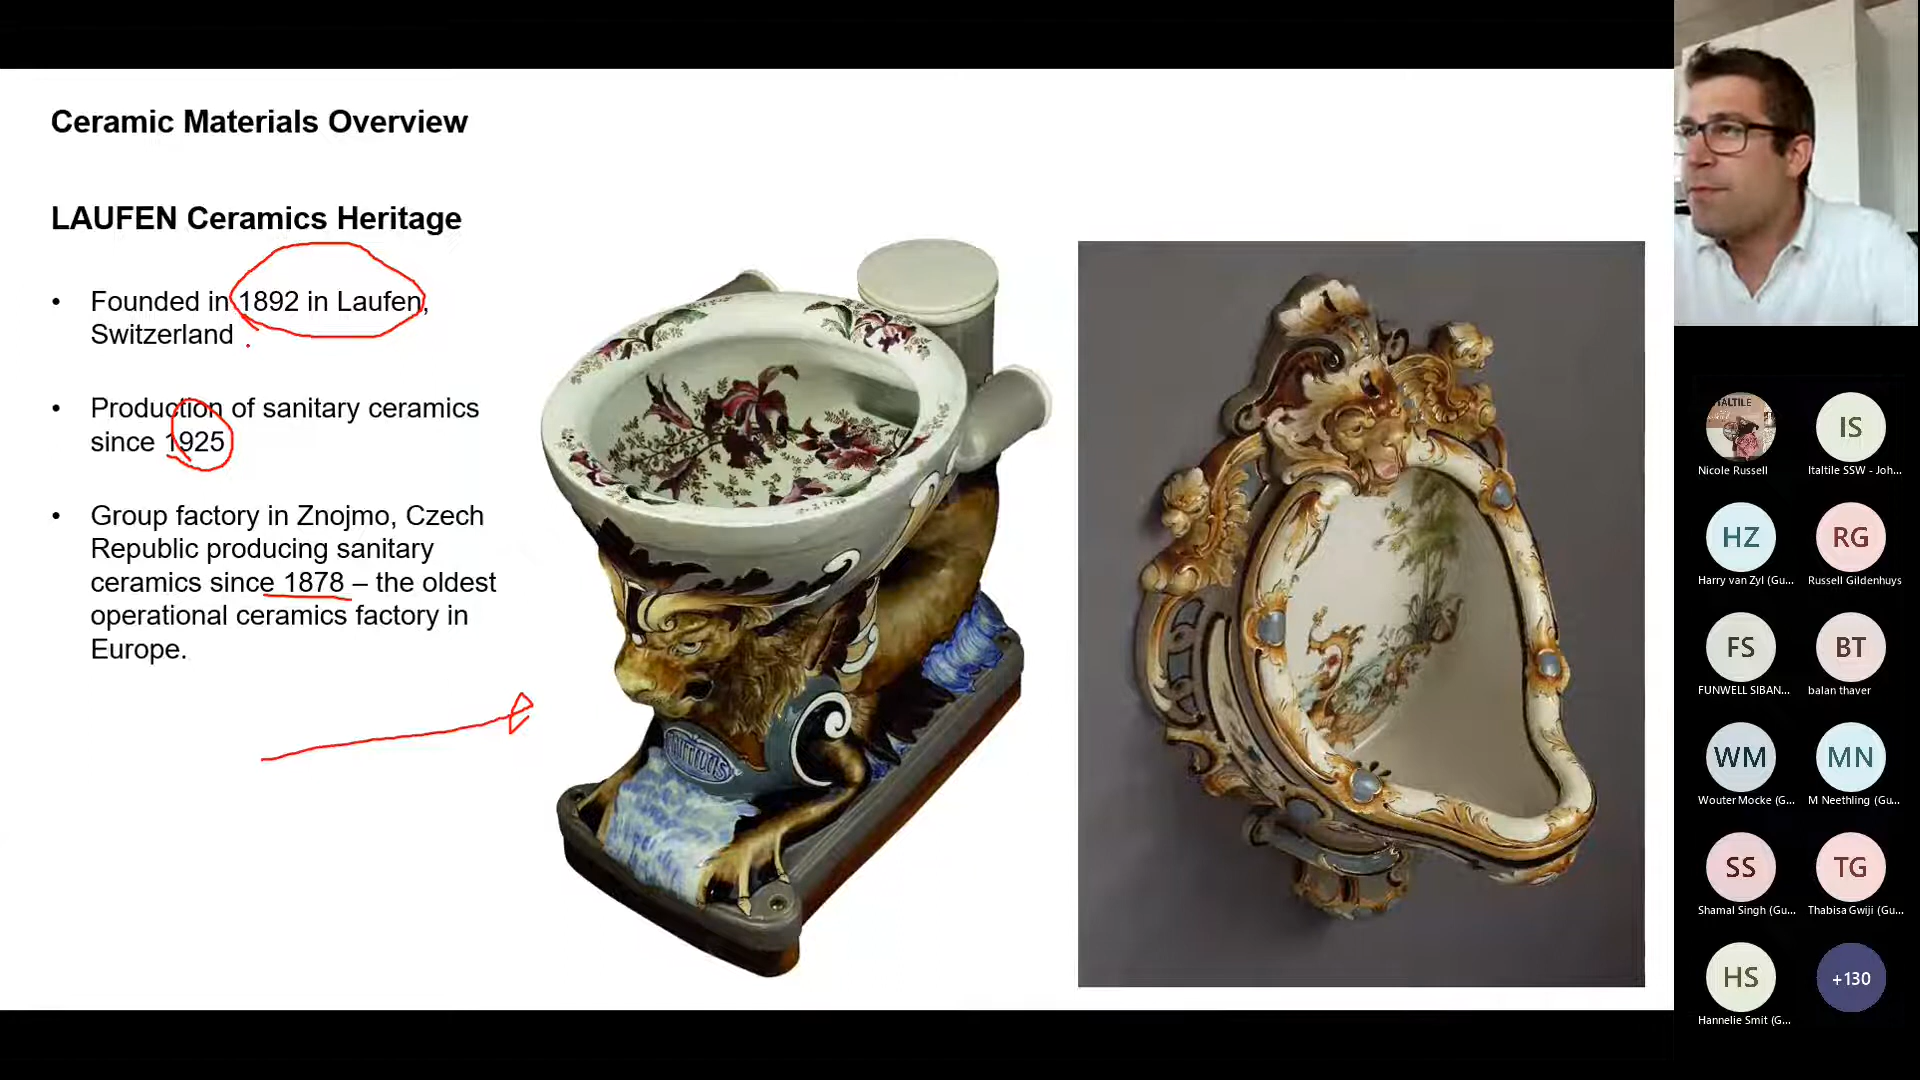 Ceramic Materials Overview
LAUFEN Ceramics Heritage
• Founded in 1892 in Laufen,
Switzerland
• Production of sanitary ceramics
since 1925
• Group factory in Znojmo, Czech
Republic producing sanitary
ceramics since 1878 – the oldest
operational ceramics factory in
Europe.
ITALTILE
Nicole Russell
IS
Italtile SSW - Joh...
HZ
Harry van Zyl (Gu...
RG
Russell Gildenhuys
FS
FUNWELL SIBAN...
BT
balan thaver
WM
Wouter Mocke (G...
MN
M Neethling (Gu...
SS
Shamal Singh (Gu...
TG
Thabisa Gwiji (Gu...
HS
Hannelie Smit (G...
+130